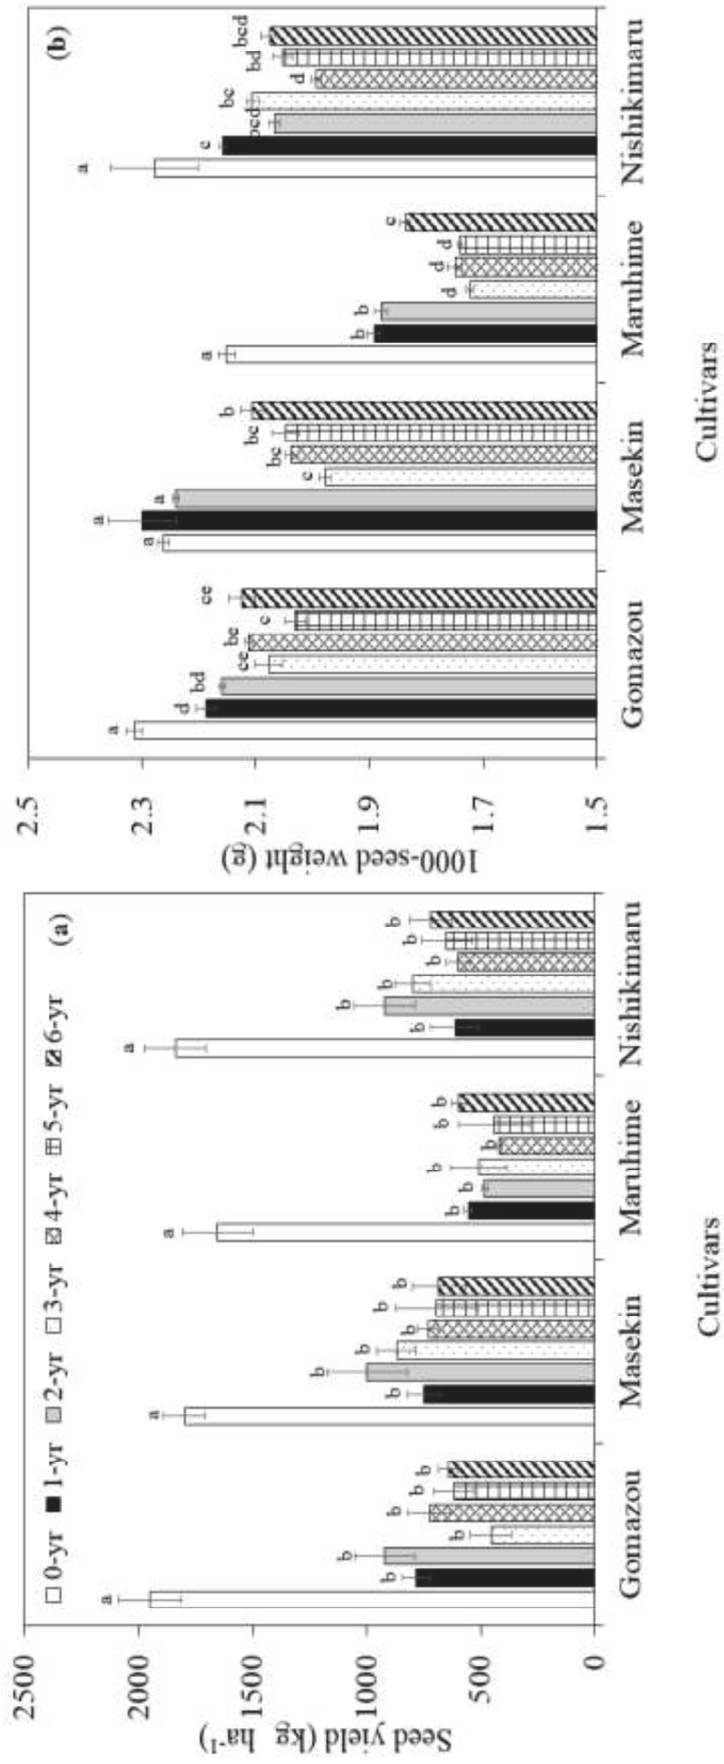 (a)
0-yr 1-yr 2-yr 3-yr 4-yr 5-yr 6-yr
Seed yield (kg ha⁻¹)
2500
2000
1500
1000
500
0
a b b b b b b
a b b b b b b
a b b b b b b
a b b b b b b
Gomazou Masekin Maruhime Nishikimaru
Cultivars
(b)
1000-seed weight (g)
2.5
2.3
2.1
1.9
1.7
1.5
a d bd ce be c ce
a a a c bc bc b
a b b d d d c
a c bcd bc d bd bcd
Gomazou Masekin Maruhime Nishikimaru
Cultivars